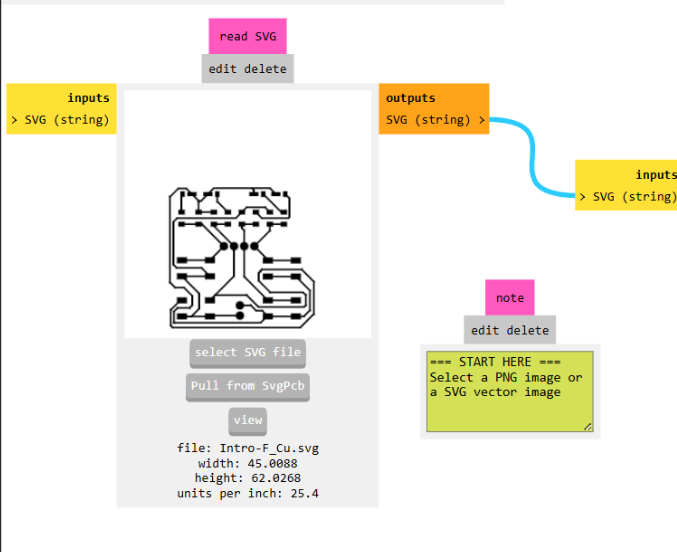 read SVG
edit delete
inputs
> SVG (string)
outputs
SVG (string) >
inputs
> SVG (string)
select SVG file
Pull from SvgPcb
view
file: Intro-F_Cu.svg
width: 45.0088
height: 62.0268
units per inch: 25.4
note
edit delete
=== START HERE ===
Select a PNG image or
a SVG vector image